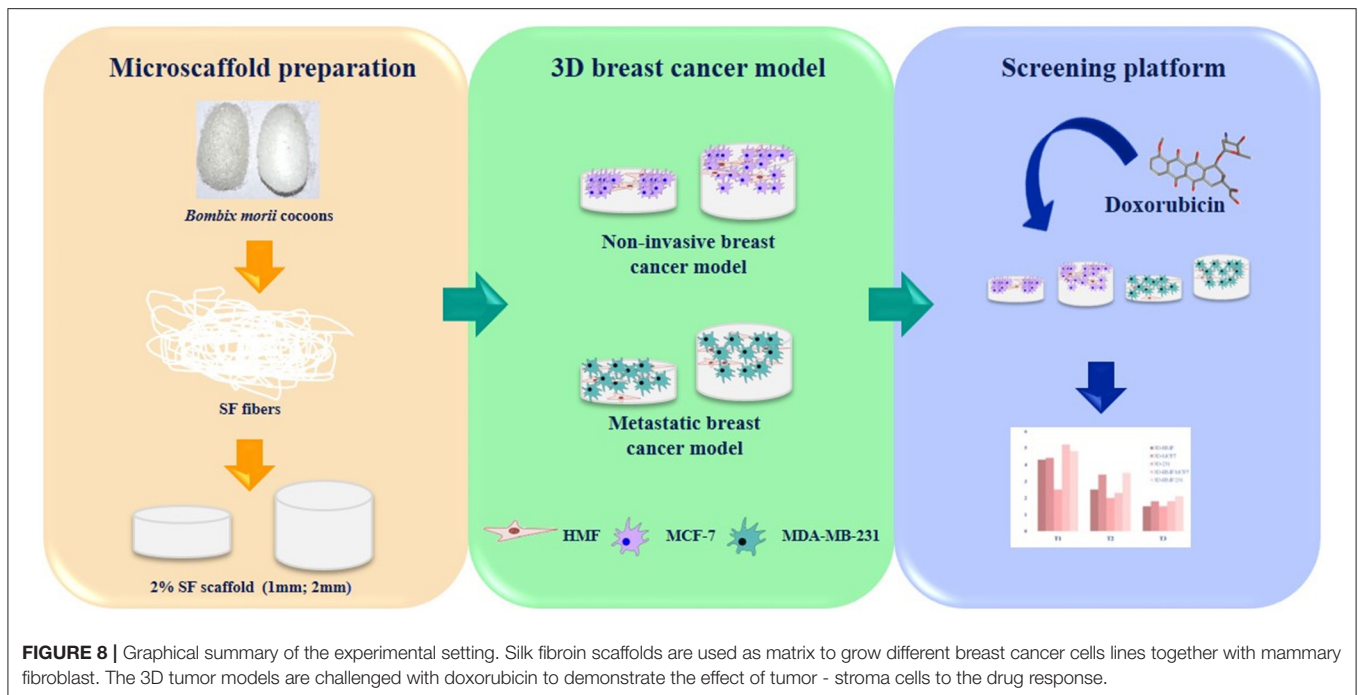 Microscaffold preparation
Bombix morii cocoons
SF fibers
2% SF scaffold (1mm; 2mm)
3D breast cancer model
Non-invasive breast
cancer model
Metastatic breast
cancer model
HMF
MCF-7
MDA-MB-231
Screening platform
Doxorubicin
T1
T2
T3
FIGURE 8 | Graphical summary of the experimental setting. Silk fibroin scaffolds are used as matrix to grow different breast cancer cells lines together with mammary
fibroblast. The 3D tumor models are challenged with doxorubicin to demonstrate the effect of tumor - stroma cells to the drug response.